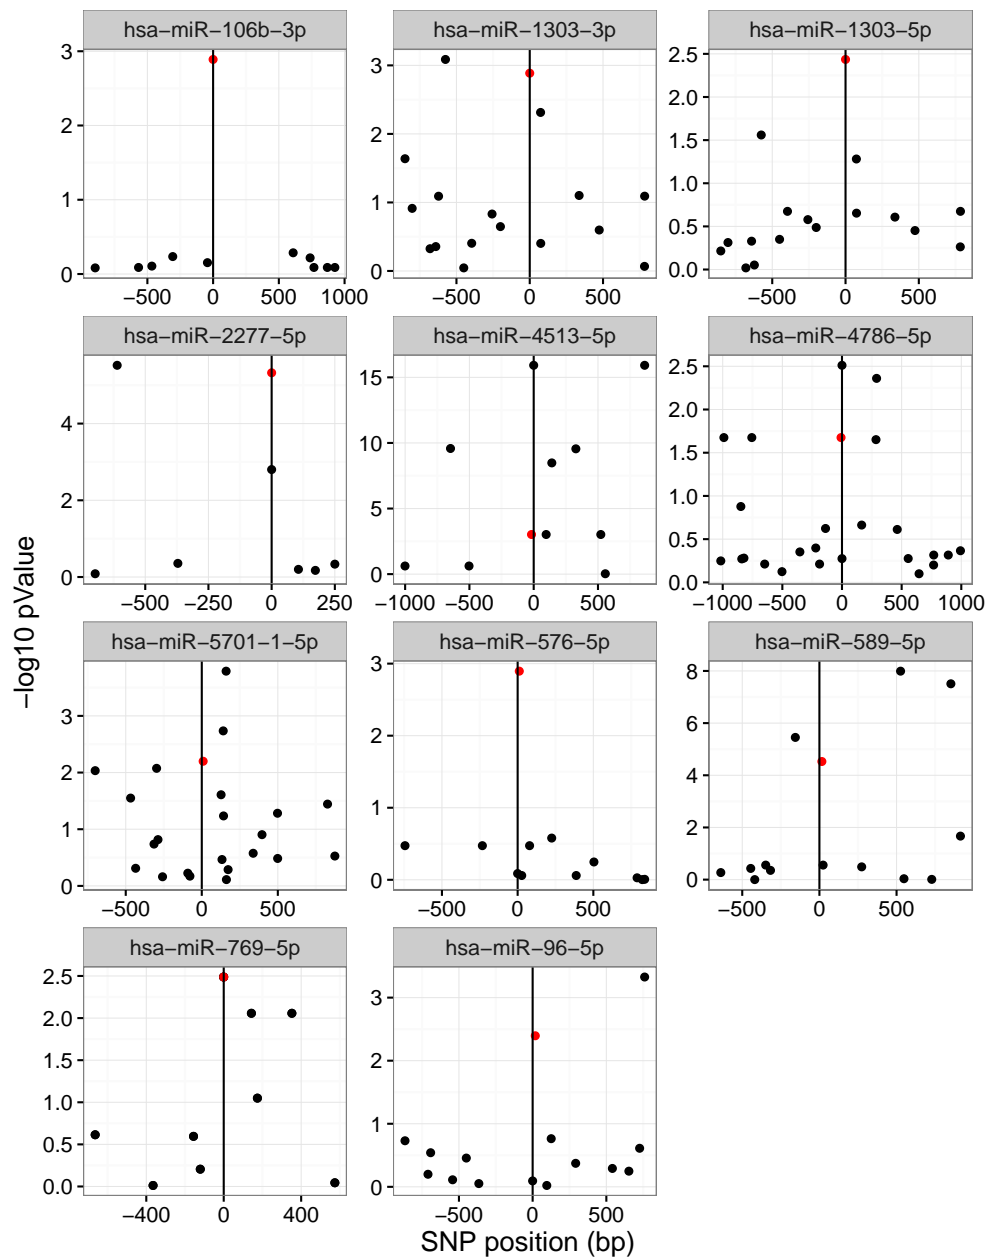 hsa−miR−106b−3p
hsa−miR−1303−3p
hsa−miR−1303−5p
3
2
1
0
−500 0 500 1000
3
2
1
0
−500 0 500
2.5
2.0
1.5
1.0
0.5
0.0
−500 0 500
hsa−miR−2277−5p
hsa−miR−4513−5p
hsa−miR−4786−5p
4
2
0
−500 −250 0 250
15
10
5
0
−1000 −500 0 500
2.5
2.0
1.5
1.0
0.5
0.0
−1000 −500 0 500 1000
−log10 pValue
hsa−miR−5701−1−5p
hsa−miR−576−5p
hsa−miR−589−5p
3
2
1
0
−500 0 500
3
2
1
0
−500 0 500
8
6
4
2
0
−500 0 500
hsa−miR−769−5p
hsa−miR−96−5p
2.5
2.0
1.5
1.0
0.5
0.0
−400 0 400
3
2
1
0
−500 0 500
SNP position (bp)